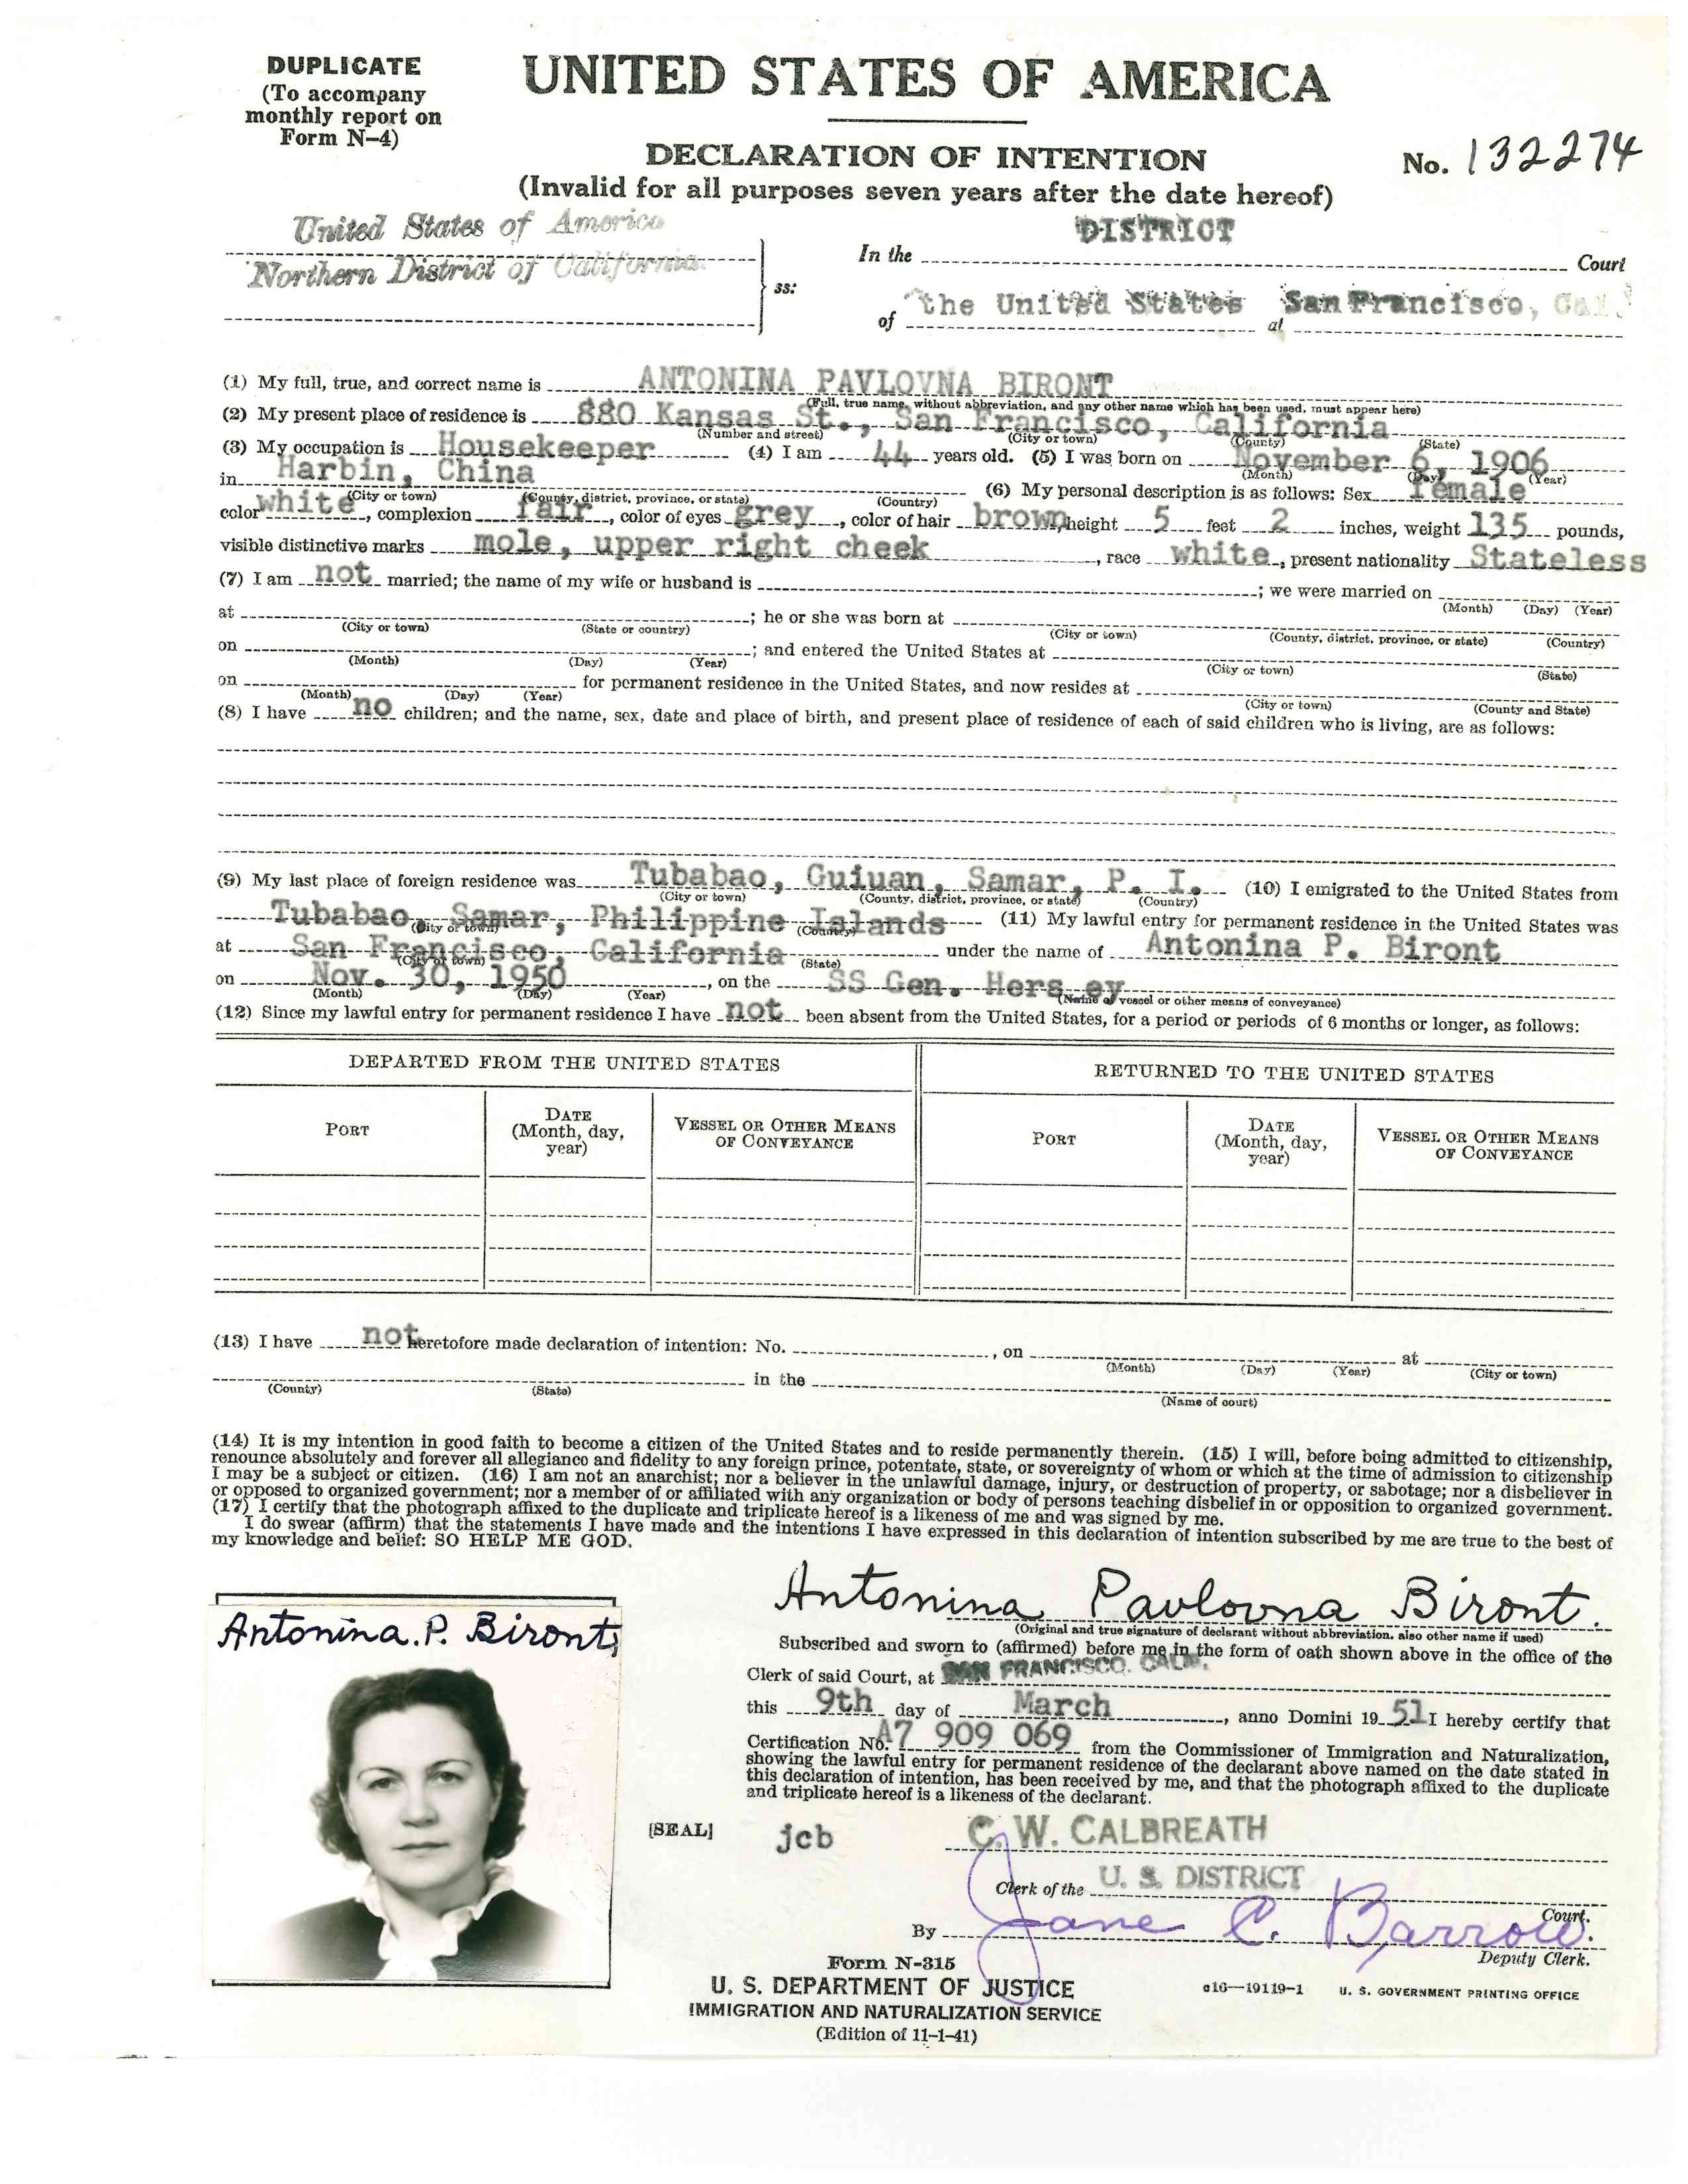 DUPLICATE
(To accompany
monthly report on
Form N-4)
UNITED STATES OF AMERICA
DECLARATION OF INTENTION
(Invalid for all purposes seven years after the date hereof)
No. 132274
United States of America
Northern District of California
ss:
In the DISTRICT Court
of the United States at San Francisco, Cal.
(1) My full, true, and correct name is ANTONINA PAVLOVNA BIRONT
(Full, true name, without abbreviation, and any other name which has been used, must appear here)
(2) My present place of residence is 880 Kansas St., San Francisco, California
(Number and street) (City or town) (County) (State)
(3) My occupation is Housekeeper (4) I am 44 years old. (5) I was born on November 6, 1906
(Month) (Day) (Year)
in Harbin, China (6) My personal description is as follows: Sex female
(City or town) (County, district, province, or state) (Country)
color white, complexion fair, color of eyes grey, color of hair brown, height 5 feet 2 inches, weight 135 pounds,
visible distinctive marks mole, upper right cheek, race white, present nationality Stateless
(7) I am not married; the name of my wife or husband is ; we were married on
(Month) (Day) (Year)
at ; he or she was born at
(City or town) (State or country) (City or town) (County, district, province, or state) (Country)
on ; and entered the United States at
(Month) (Day) (Year) (City or town) (State)
on for permanent residence in the United States, and now resides at
(Month) (Day) (Year) (City or town) (County and State)
(8) I have no children; and the name, sex, date and place of birth, and present place of residence of each of said children who is living, are as follows:
(9) My last place of foreign residence was Tubabao, Guiuan, Samar, P. I. (10) I emigrated to the United States from
(City or town) (County, district, province, or state) (Country)
Tubabao, Samar, Philippine Islands (11) My lawful entry for permanent residence in the United States was
(City or town) (Country)
at San Francisco, California under the name of Antonina P. Biront
(City or town) (State)
on Nov. 30, 1950, on the SS Gen. Hers ey
(Month) (Day) (Year) (Name of vessel or other means of conveyance)
(12) Since my lawful entry for permanent residence I have not been absent from the United States, for a period or periods of 6 months or longer, as follows:
DEPARTED FROM THE UNITED STATES RETURNED TO THE UNITED STATES
PORT DATE (Month, day, year) VESSEL OR OTHER MEANS OF CONVEYANCE PORT DATE (Month, day, year) VESSEL OR OTHER MEANS OF CONVEYANCE
(13) I have not heretofore made declaration of intention: No. , on at
(Month) (Day) (Year) (City or town)
in the
(County) (State) (Name of court)
(14) It is my intention in good faith to become a citizen of the United States and to reside permanently therein. (15) I will, before being admitted to citizenship,
renounce absolutely and forever all allegiance and fidelity to any foreign prince, potentate, state, or sovereignty of whom or which at the time of admission to citizenship
I may be a subject or citizen. (16) I am not an anarchist; nor a believer in the unlawful damage, injury, or destruction of property, or sabotage; nor a disbeliever in
or opposed to organized government; nor a member of or affiliated with any organization or body of persons teaching disbelief in or opposition to organized government.
(17) I certify that the photograph affixed to the duplicate and triplicate hereof is a likeness of me and was signed by me.
I do swear (affirm) that the statements I have made and the intentions I have expressed in this declaration of intention subscribed by me are true to the best of
my knowledge and belief: SO HELP ME GOD.
Antonina Pavlovna Biront.
(Original and true signature of declarant without abbreviation, also other name if used)
Antonina. P. Biront
Subscribed and sworn to (affirmed) before me in the form of oath shown above in the office of the
Clerk of said Court, at SAN FRANCISCO, CALIF.
this 9th day of March, anno Domini 1951 I hereby certify that
Certification No. A7 909 069 from the Commissioner of Immigration and Naturalization,
showing the lawful entry for permanent residence of the declarant above named on the date stated in
this declaration of intention, has been received by me, and that the photograph affixed to the duplicate
and triplicate hereof is a likeness of the declarant.
[SEAL] jcb C. W. CALBREATH
Clerk of the U. S. DISTRICT Court.
By Jane C. Barrow.
Deputy Clerk.
Form N-315
U. S. DEPARTMENT OF JUSTICE
IMMIGRATION AND NATURALIZATION SERVICE
(Edition of 11-1-41)
c16—19119-1 U. S. GOVERNMENT PRINTING OFFICE